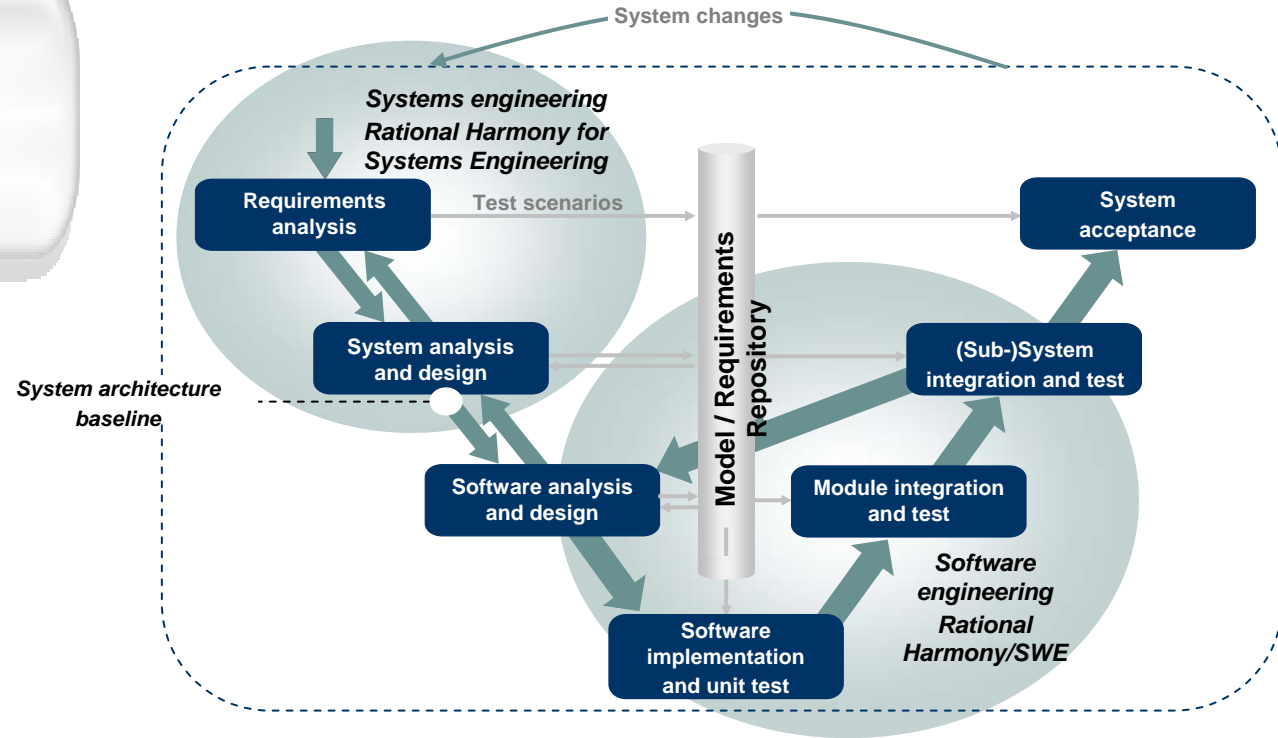 System changes
Systems engineering
Rational Harmony for
Systems Engineering
Requirements
analysis
Test scenarios
System
acceptance
Model / Requirements
Repository
System analysis
and design
(Sub-)System
integration and test
System architecture
baseline
Software analysis
and design
Module integration
and test
Software
engineering
Rational
Harmony/SWE
Software
implementation
and unit test